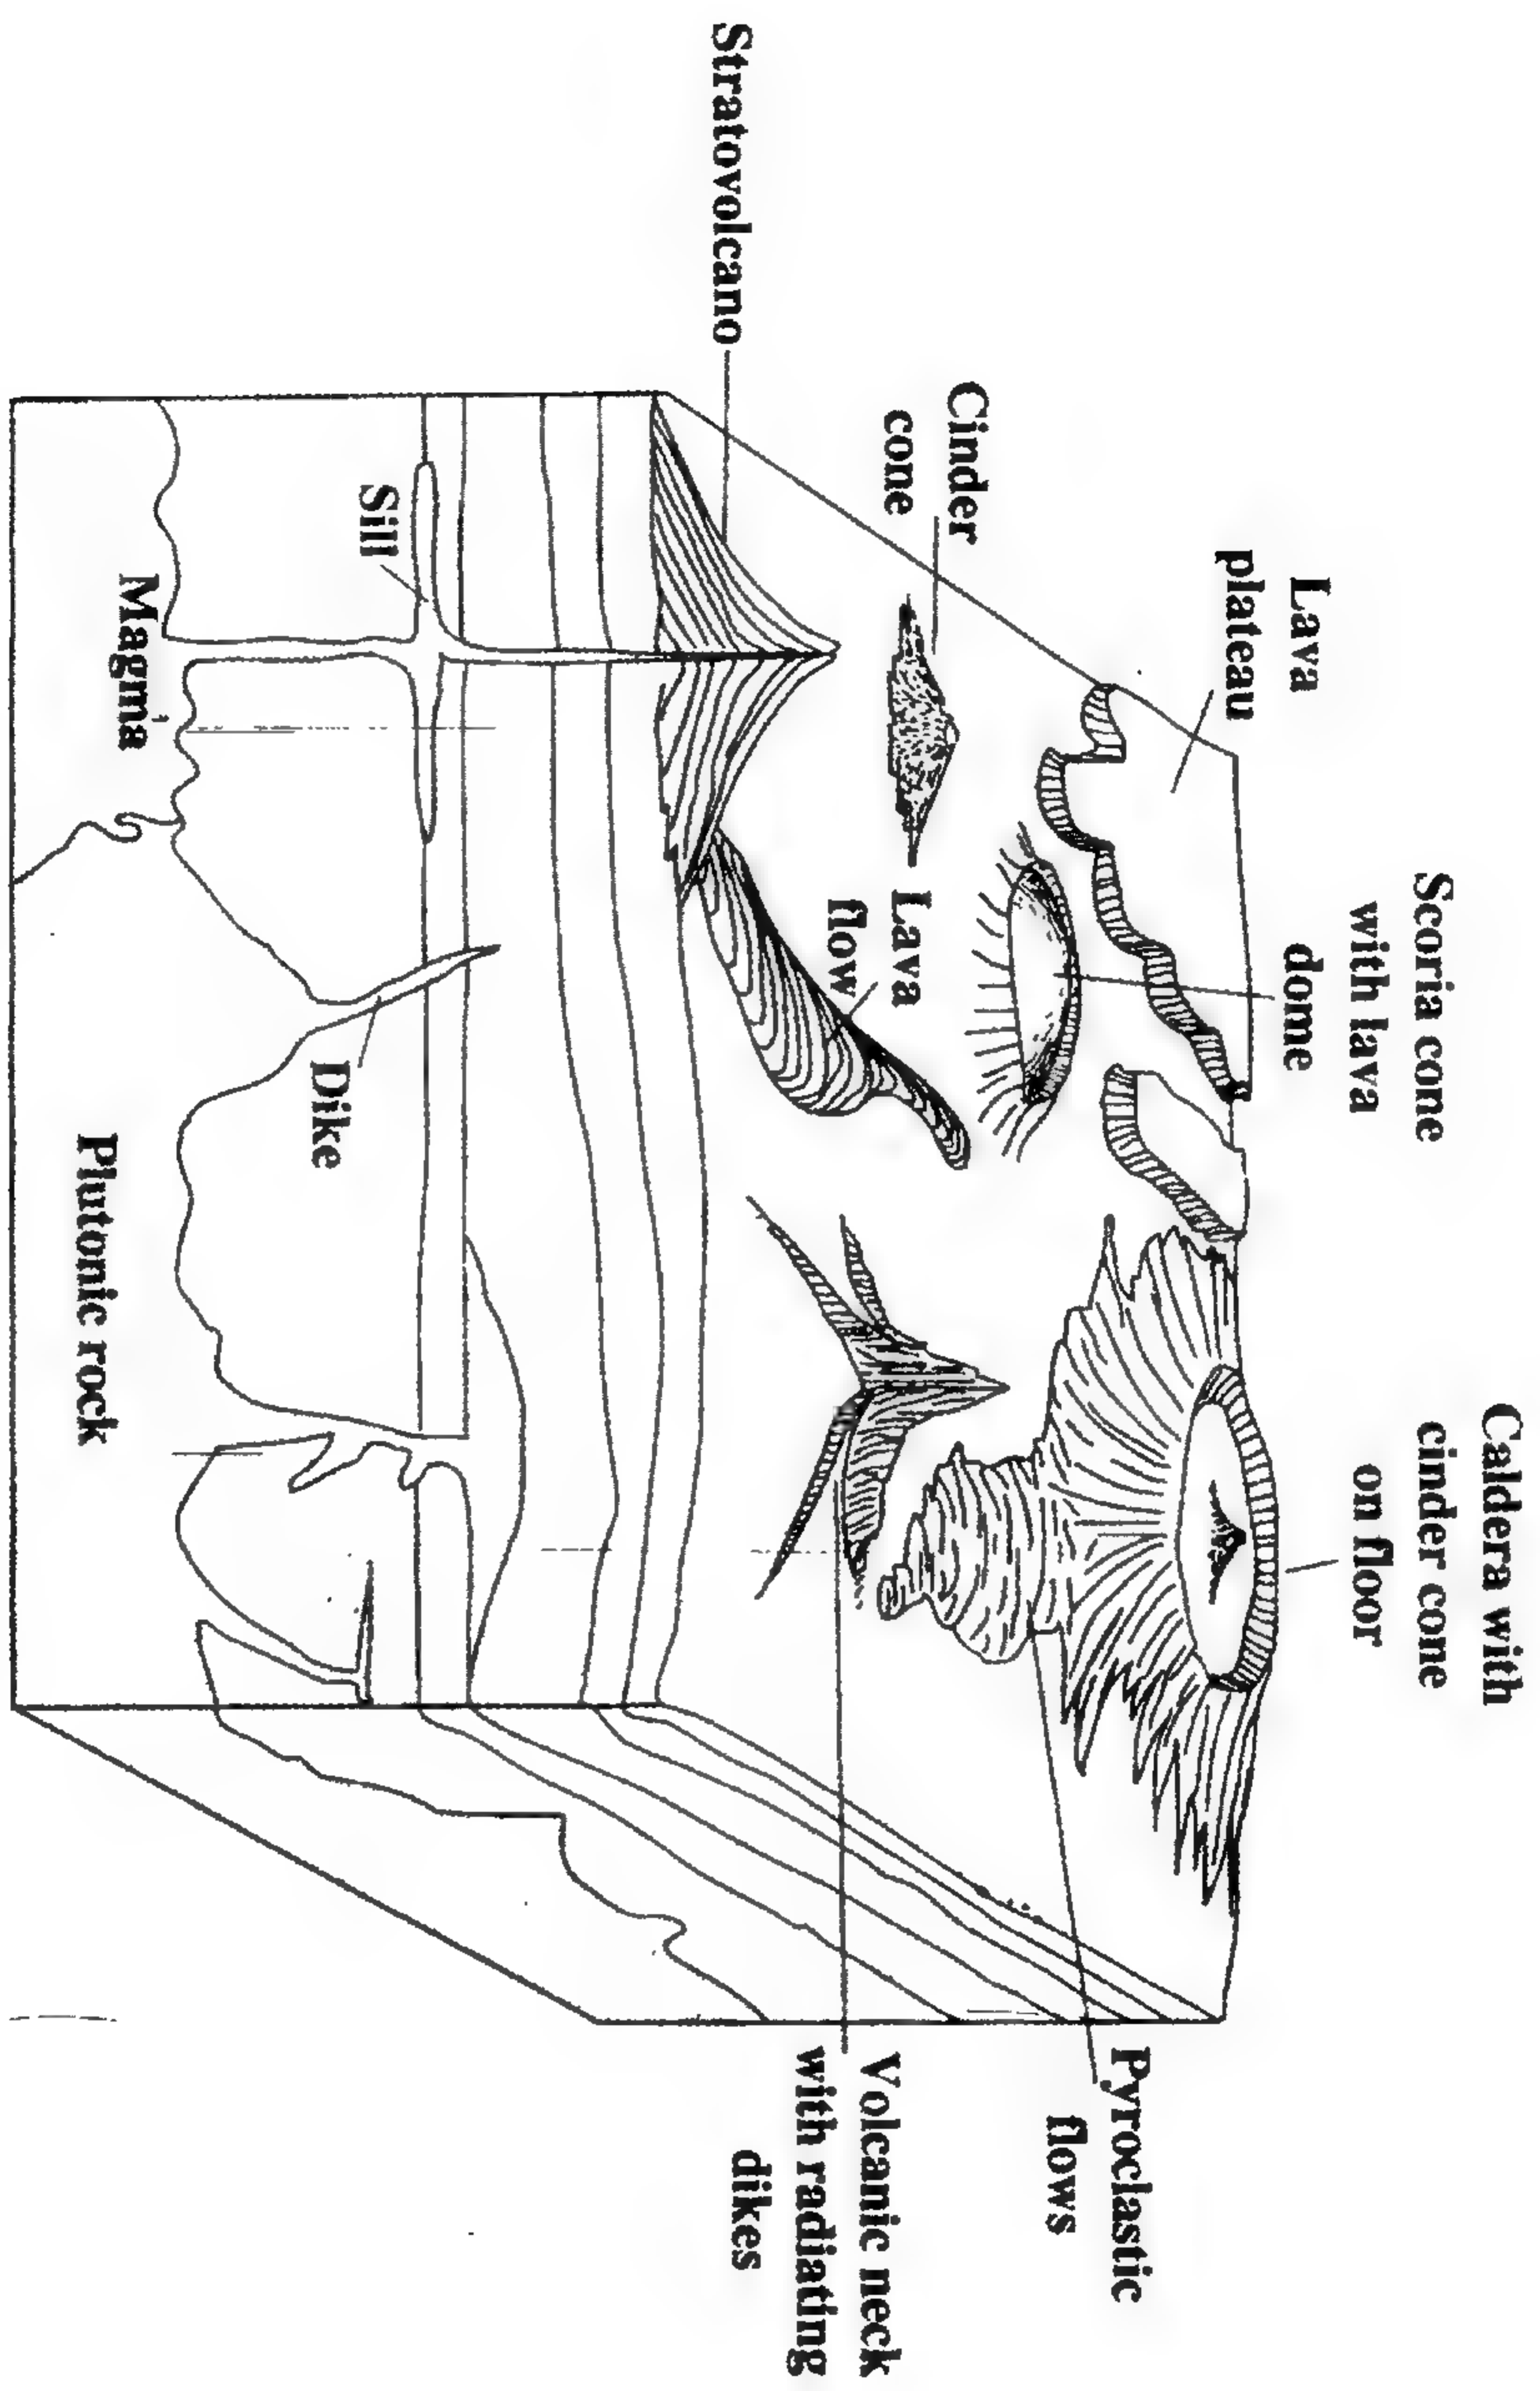 Caldera with
cinder cone
on floor
Scoria cone
with lava
dome
Lava
plateau
Cinder
cone
Stratovolcano
Lava
flow
Pyroclastic
flows
Volcanic neck
with radiating
dikes
Sill
Dike
Magma
Plutonic rock